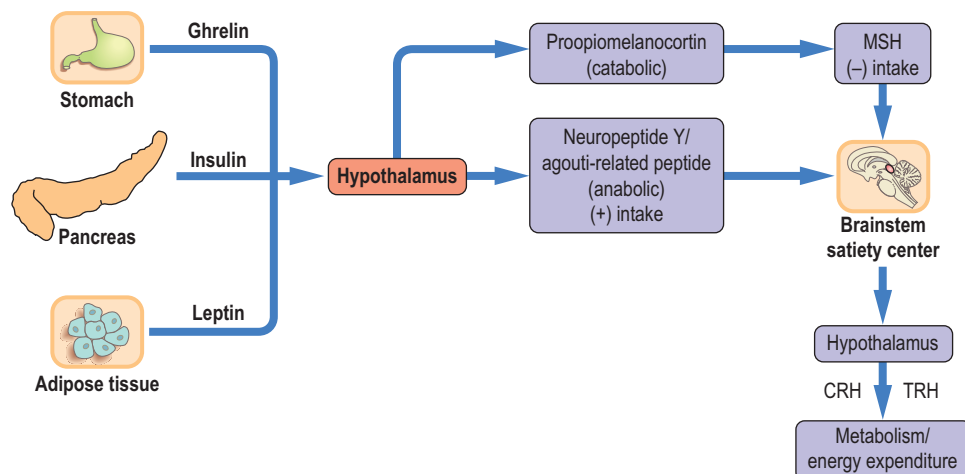 Ghrelin
Stomach
Insulin
Pancreas
Leptin
Adipose tissue
Hypothalamus
Proopiomelanocortin
(catabolic)
MSH
(–) intake
Neuropeptide Y/
agouti-related peptide
(anabolic)
(+) intake
Brainstem
satiety center
Hypothalamus
CRH TRH
Metabolism/
energy expenditure